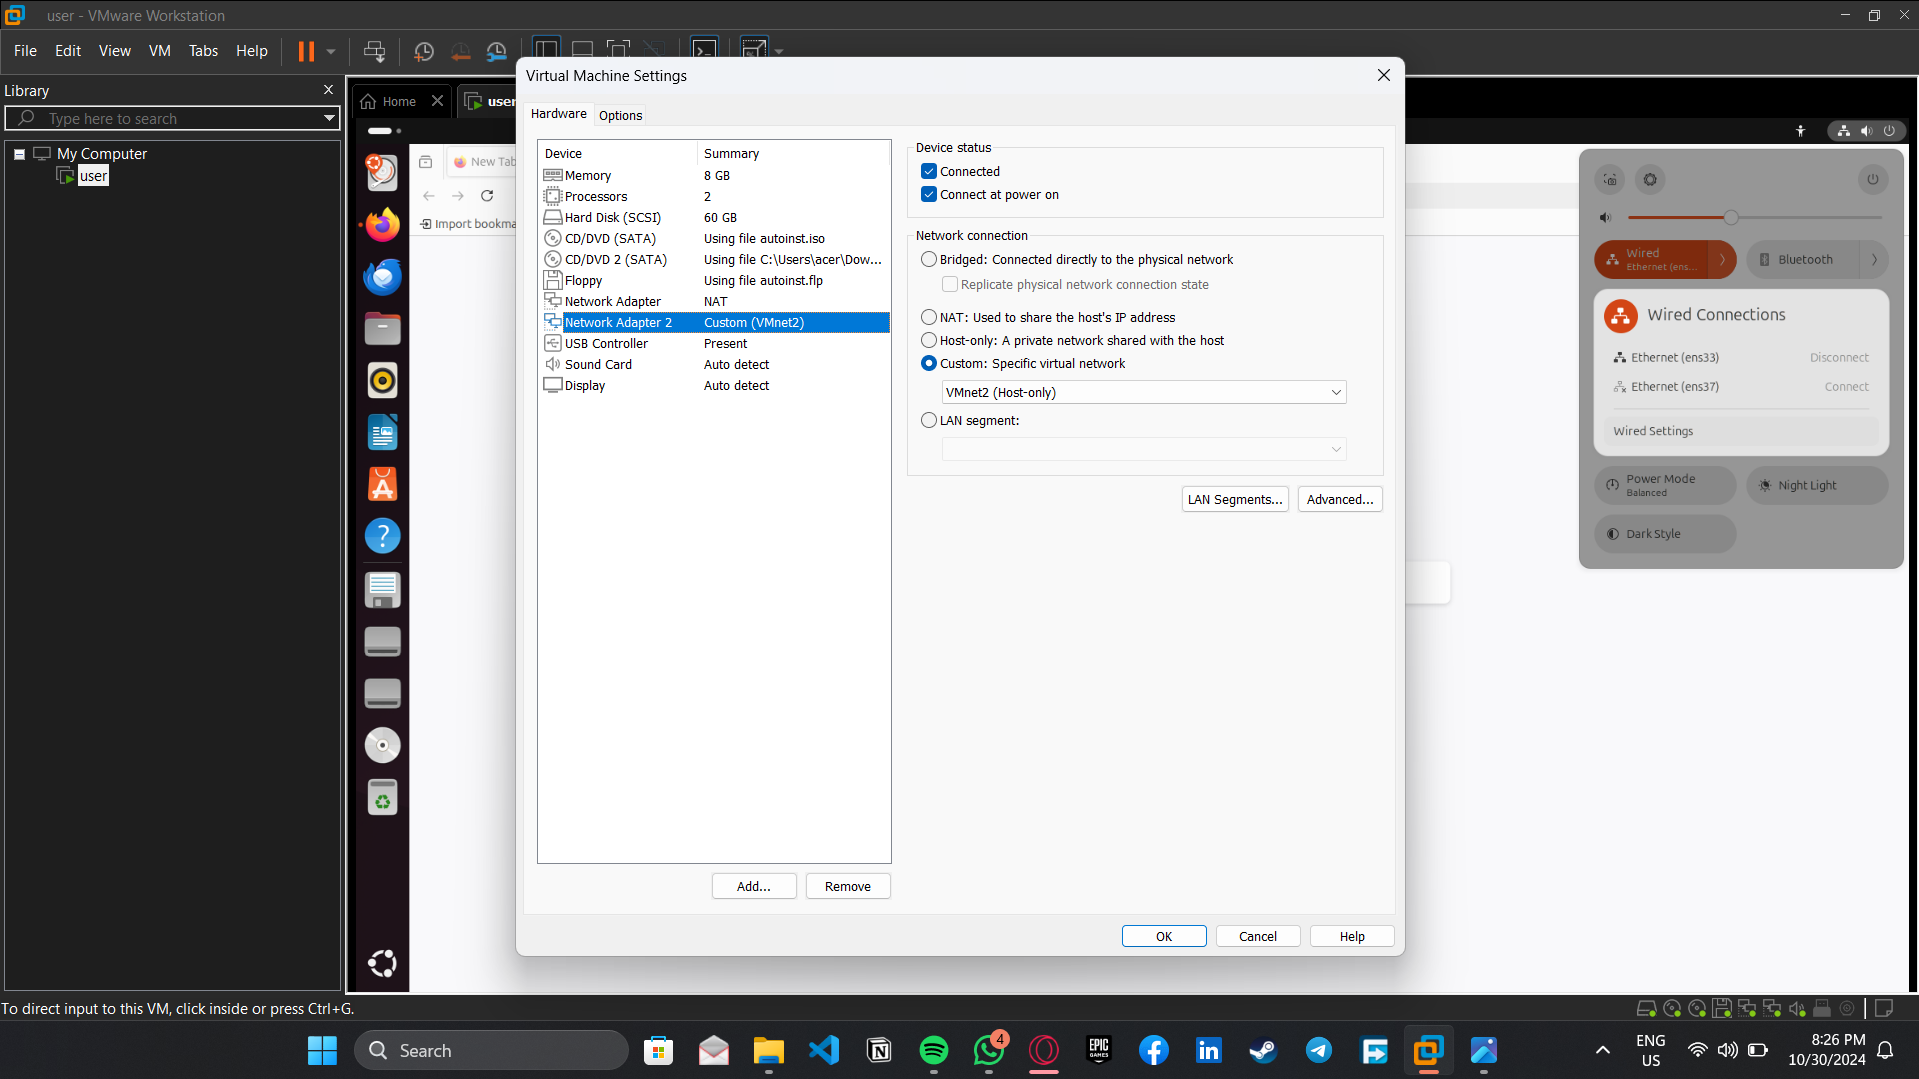 user - VMware Workstation
File Edit View VM Tabs Help
Library
Type here to search
My Computer
user
Home
user
New Tab
Import bookma
Virtual Machine Settings
Hardware Options
Device Summary
Memory 8 GB
Processors 2
Hard Disk (SCSI) 60 GB
CD/DVD (SATA) Using file autoinst.iso
CD/DVD 2 (SATA) Using file C:\Users\acer\Dow...
Floppy Using file autoinst.flp
Network Adapter NAT
Network Adapter 2 Custom (VMnet2)
USB Controller Present
Sound Card Auto detect
Display Auto detect
Add... Remove
Device status
Connected
Connect at power on
Network connection
Bridged: Connected directly to the physical network
Replicate physical network connection state
NAT: Used to share the host's IP address
Host-only: A private network shared with the host
Custom: Specific virtual network
VMnet2 (Host-only)
LAN segment:
LAN Segments... Advanced...
OK Cancel Help
Wired
Ethernet (ens...
Bluetooth
Wired Connections
Ethernet (ens33) Disconnect
Ethernet (ens37) Connect
Wired Settings
Power Mode
Balanced
Night Light
Dark Style
To direct input to this VM, click inside or press Ctrl+G.
Search
4
EPIC
GAMES
ENG
US
8:26 PM
10/30/2024